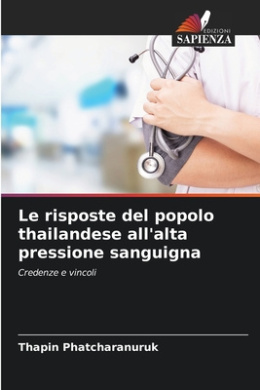 EDIZIONI
SAPIENZA
Le risposte del popolo
thailandese all'alta
pressione sanguigna
Credenze e vincoli
Thapin Phatcharanuruk